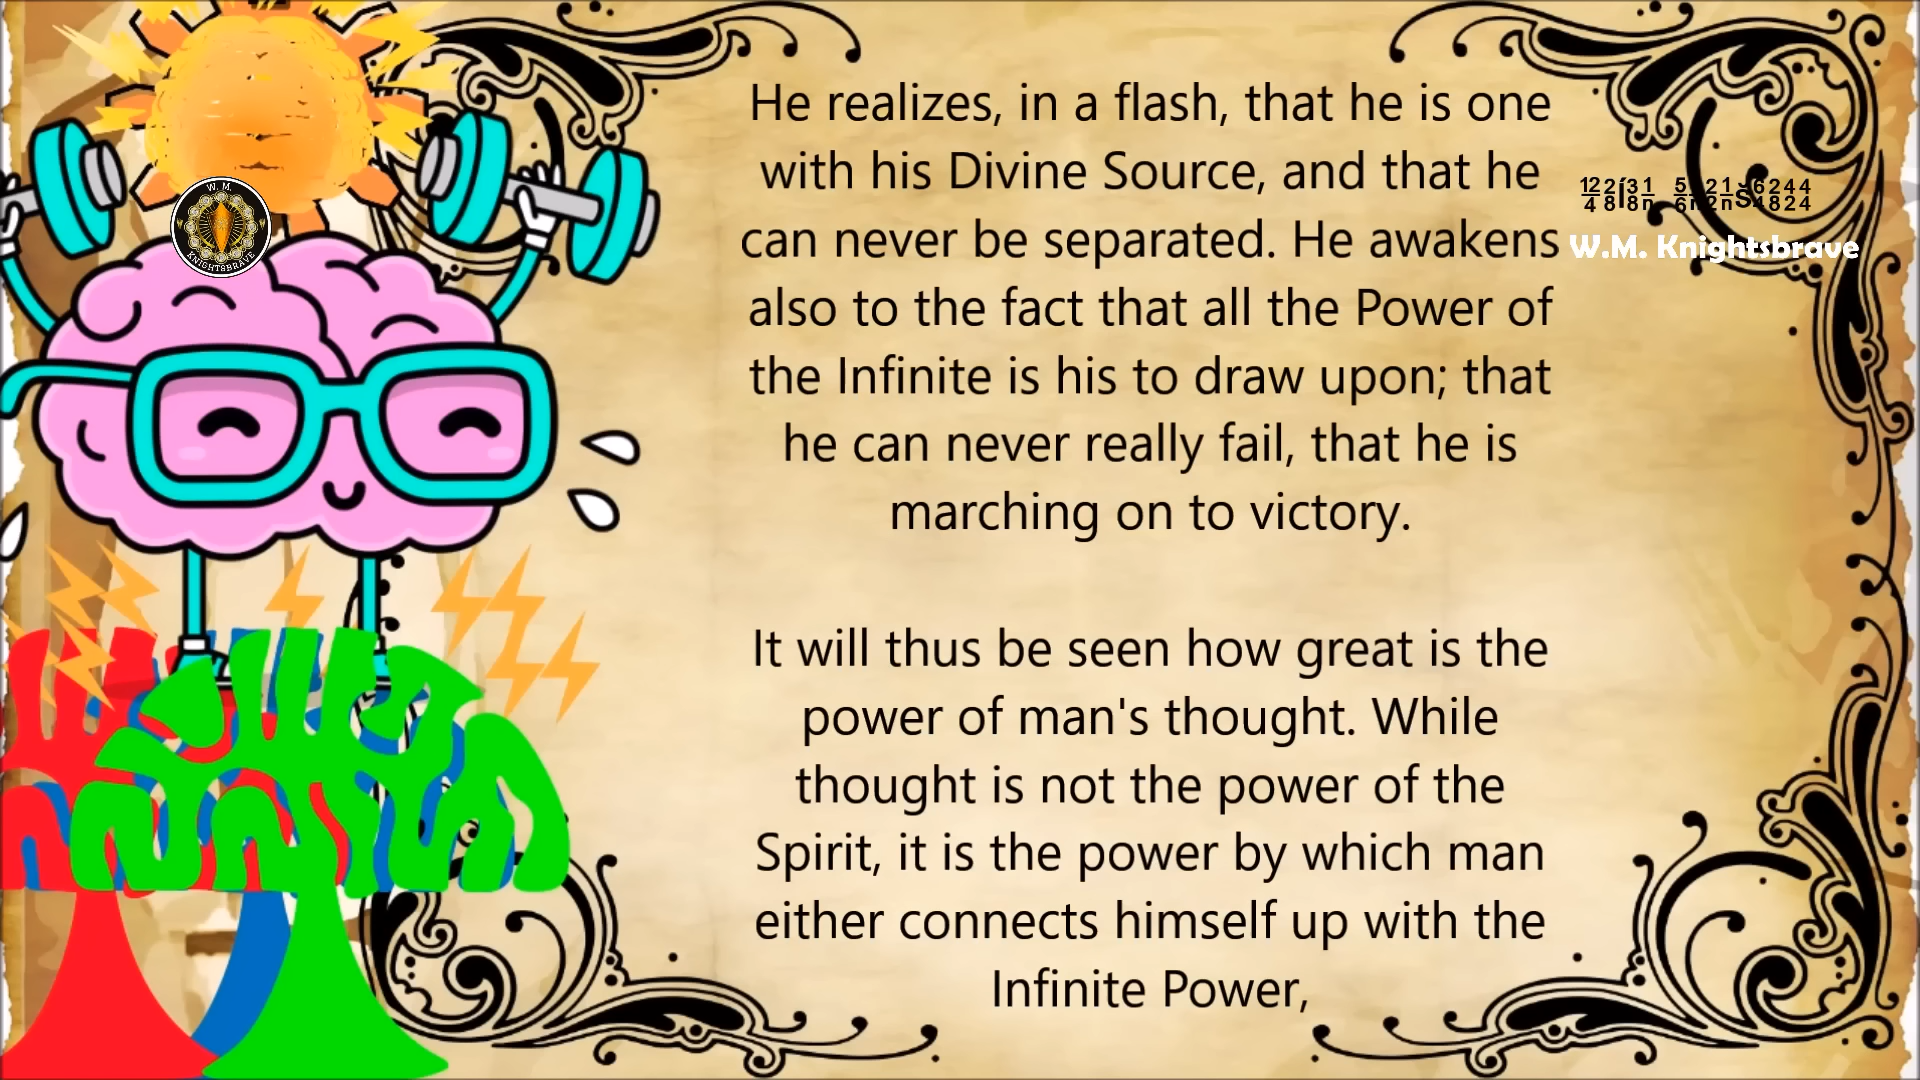 He realizes, in a flash, that he is one
with his Divine Source, and that he
can never be separated. He awakens
also to the fact that all the Power of
the Infinite is his to draw upon; that
he can never really fail, that he is
marching on to victory.
It will thus be seen how great is the
power of man's thought. While
thought is not the power of the
Spirit, it is the power by which man
either connects himself up with the
Infinite Power,
W.M. Knightsbrave
W. M.
KNIGHTSBRAVE